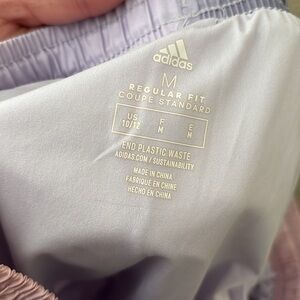 adidas
M
REGULAR FIT
COUPE STANDARD
US F E
10/12 M M
END PLASTIC WASTE
ADIDAS.COM / SUSTAINABILITY
MADE IN CHINA
FABRIQUÉ EN CHINE
HECHO EN CHINA